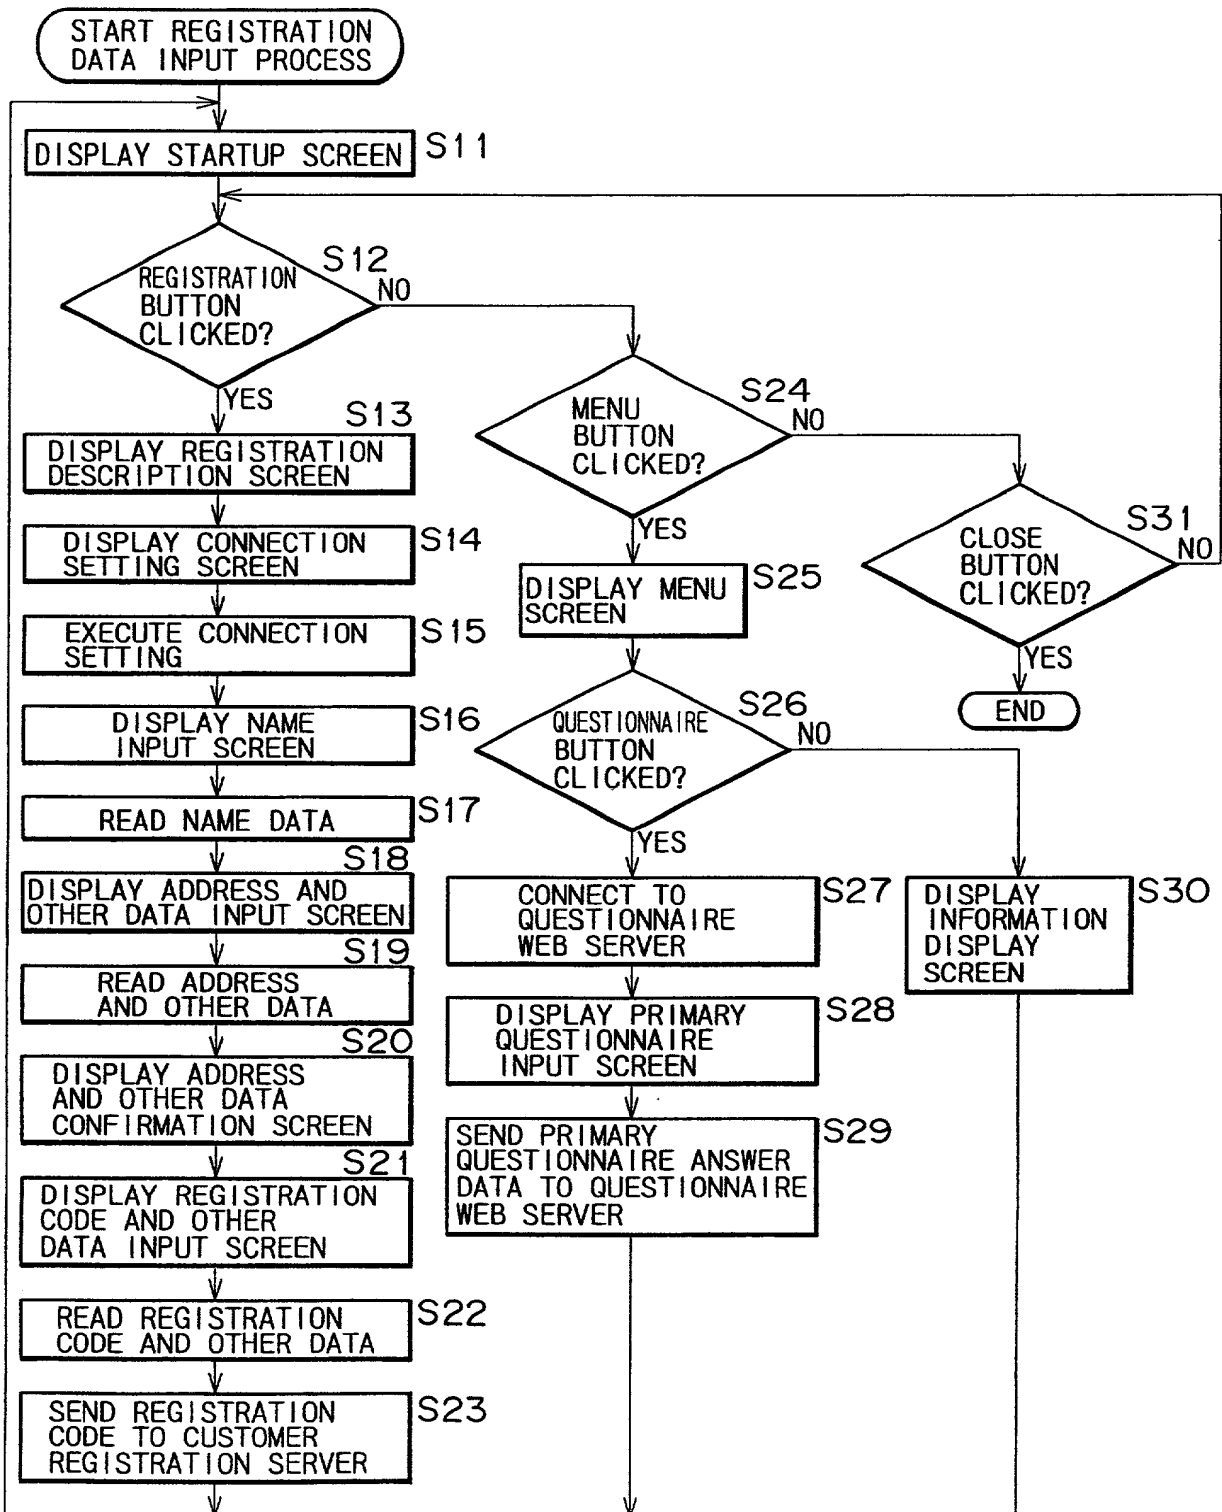 START REGISTRATION
DATA INPUT PROCESS
DISPLAY STARTUP SCREEN
S11
S12
REGISTRATION
BUTTON
CLICKED?
NO
YES
S13
DISPLAY REGISTRATION
DESCRIPTION SCREEN
DISPLAY CONNECTION
SETTING SCREEN
S14
EXECUTE CONNECTION
SETTING
S15
DISPLAY NAME
INPUT SCREEN
S16
READ NAME DATA
S17
S18
DISPLAY ADDRESS AND
OTHER DATA INPUT SCREEN
S19
READ ADDRESS
AND OTHER DATA
S20
DISPLAY ADDRESS
AND OTHER DATA
CONFIRMATION SCREEN
S21
DISPLAY REGISTRATION
CODE AND OTHER
DATA INPUT SCREEN
READ REGISTRATION
CODE AND OTHER DATA
S22
SEND REGISTRATION
CODE TO CUSTOMER
REGISTRATION SERVER
S23
S24
MENU
BUTTON
CLICKED?
NO
YES
DISPLAY MENU
SCREEN
S25
S26
QUESTIONNAIRE
BUTTON
CLICKED?
NO
YES
CONNECT TO
QUESTIONNAIRE
WEB SERVER
S27
DISPLAY PRIMARY
QUESTIONNAIRE
INPUT SCREEN
S28
SEND PRIMARY
QUESTIONNAIRE ANSWER
DATA TO QUESTIONNAIRE
WEB SERVER
S29
S31
CLOSE
BUTTON
CLICKED?
NO
YES
END
DISPLAY
INFORMATION
DISPLAY
SCREEN
S30